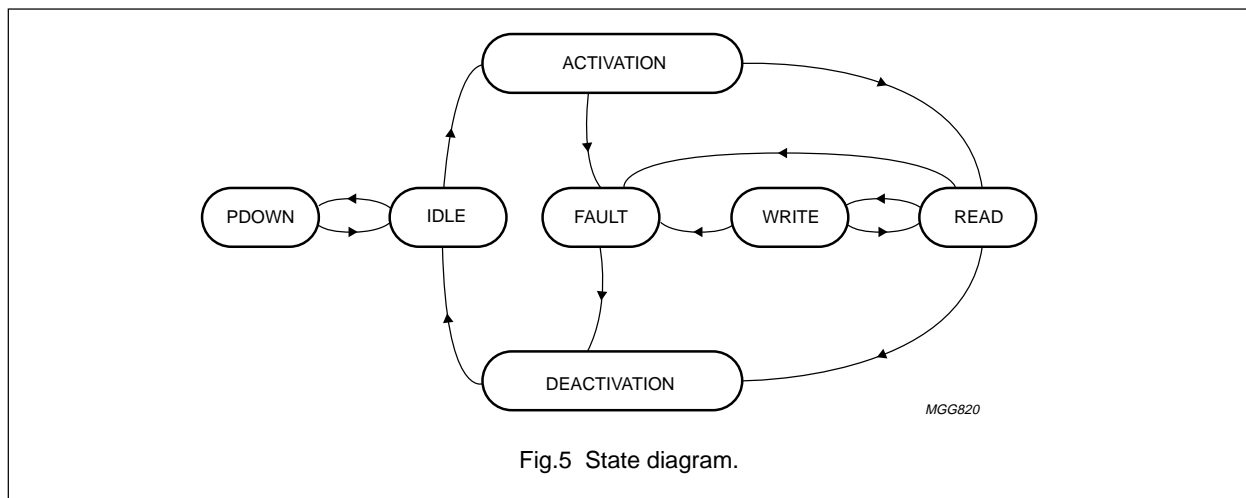 ACTIVATION
PDOWN
IDLE
FAULT
WRITE
READ
DEACTIVATION
MGG820
Fig.5 State diagram.